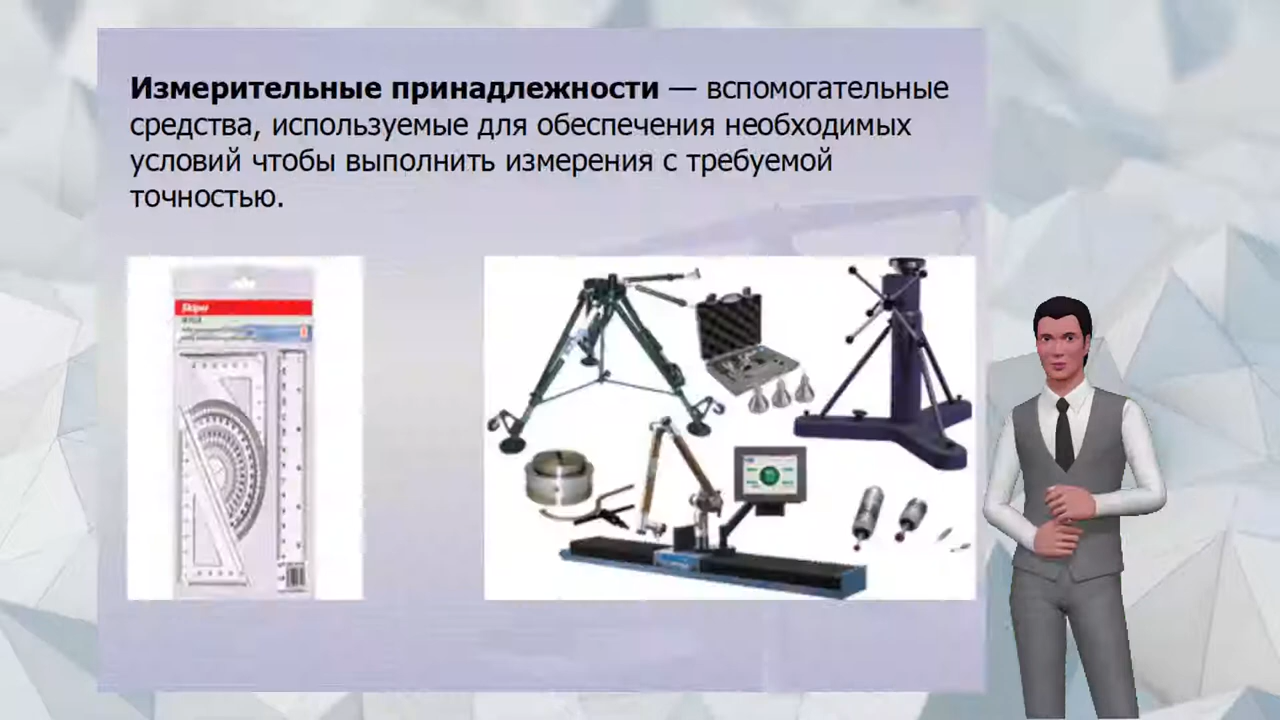 Измерительные принадлежности — вспомогательные
средства, используемые для обеспечения необходимых
условий чтобы выполнить измерения с требуемой
точностью.